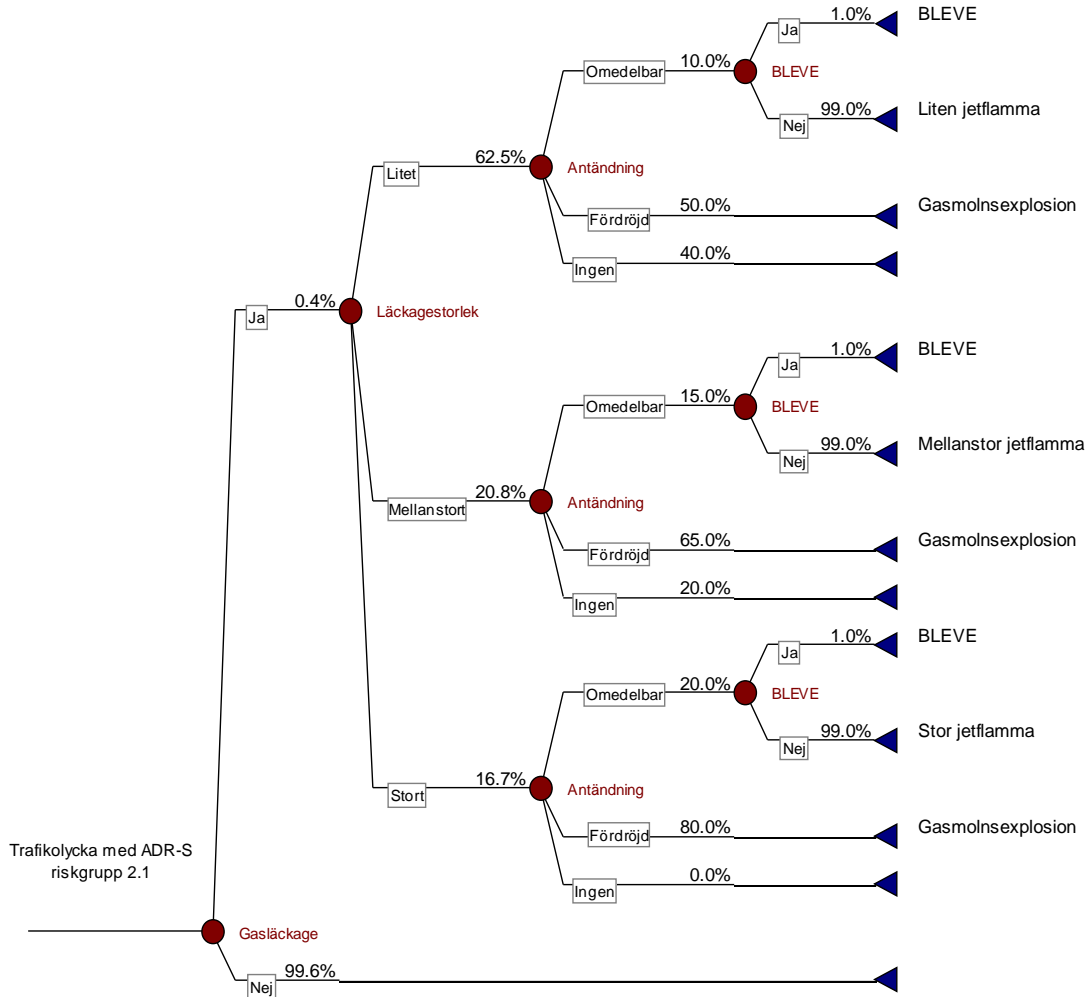 Ja 1.0% BLEVE
Omedelbar 10.0% BLEVE
Nej 99.0% Liten jetflamma
Litet 62.5% Antändning
Fördröjd 50.0% Gasmolnsexplosion
Ingen 40.0%
Ja 0.4% Läckagestorlek
Ja 1.0% BLEVE
Omedelbar 15.0% BLEVE
Nej 99.0% Mellanstor jetflamma
Mellanstort 20.8% Antändning
Fördröjd 65.0% Gasmolnsexplosion
Ingen 20.0%
Ja 1.0% BLEVE
Omedelbar 20.0% BLEVE
Nej 99.0% Stor jetflamma
Stort 16.7% Antändning
Fördröjd 80.0% Gasmolnsexplosion
Ingen 0.0%
Trafikolycka med ADR-S
riskgrupp 2.1
Gasläckage
Nej 99.6%